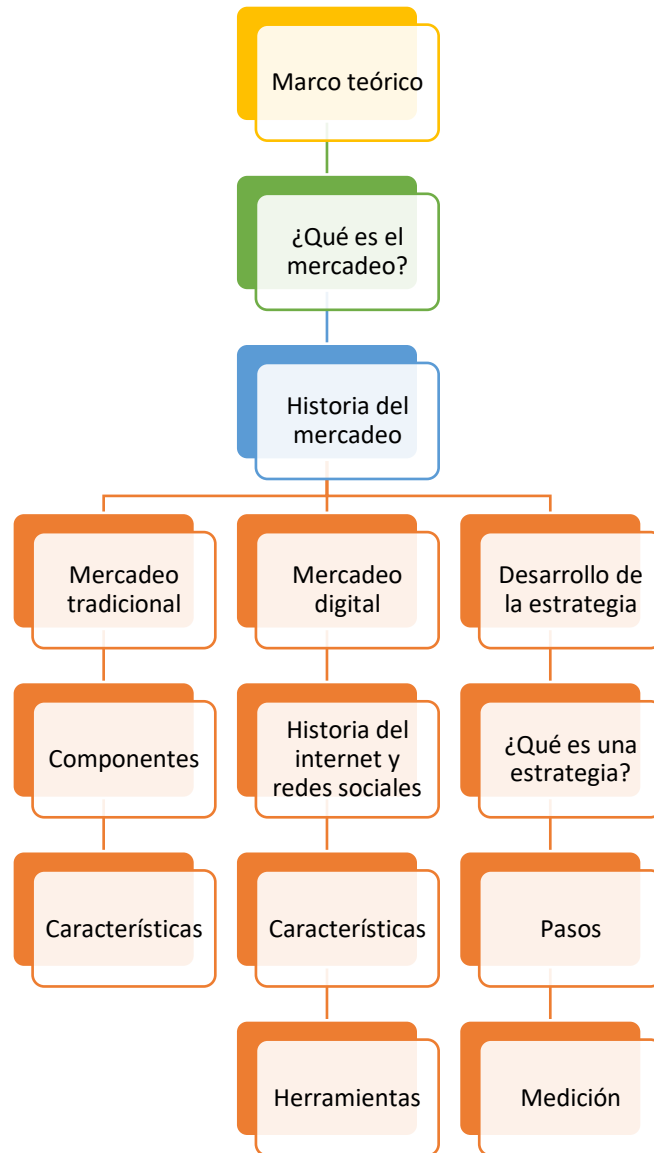 Marco teórico
¿Qué es el
mercadeo?
Historia del
mercadeo
Mercadeo
tradicional
Mercadeo
digital
Desarrollo de
la estrategia
Componentes
Historia del
internet y
redes sociales
¿Qué es una
estrategia?
Característícas
Características
Pasos
Herramientas
Medición